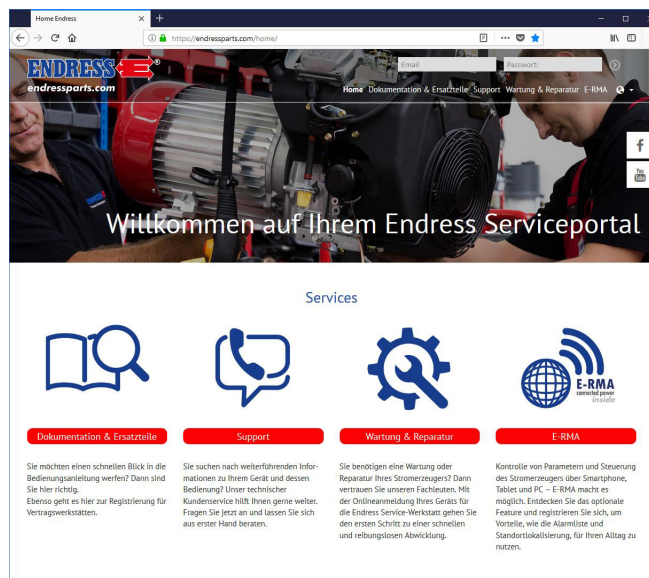 Home Endress
https://endressparts.com/home/
ENDRESS
®
endressparts.com
Email
Passwort:
Home Dokumentation & Ersatzteile Support Wartung & Reparatur E-RMA
f
You
Tube
Willkommen auf Ihrem Endress Serviceportal
Services
E-RMA
connected power
inside
Dokumentation & Ersatzteile
Support
Wartung & Reparatur
E-RMA
Sie möchten einen schnellen Blick in die
Bedienungsanleitung werfen? Dann sind
Sie hier richtig.
Ebenso geht es hier zur Registrierung für
Vertragswerkstätten.
Sie suchen nach weiterführenden Infor-
mationen zu Ihrem Gerät und dessen
Bedienung? Unser technischer
Kundenservice hilft Ihnen gerne weiter.
Fragen Sie jetzt an und lassen Sie sich
aus erster Hand beraten.
Sie benötigen eine Wartung oder
Reparatur Ihres Stromerzeugers? Dann
vertrauen Sie unseren Fachleuten. Mit
der Onlineanmeldung Ihres Geräts für
die Endress Service-Werkstatt gehen Sie
den ersten Schritt zu einer schnellen
und reibungslosen Abwicklung.
Kontrolle von Parametern und Steuerung
des Stromerzeugers über Smartphone,
Tablet und PC – E-RMA macht es
möglich. Entdecken Sie das optionale
Feature und registrieren Sie sich, um
Vorteile, wie die Alarmliste und
Standortlokalisierung, für Ihren Alltag zu
nutzen.